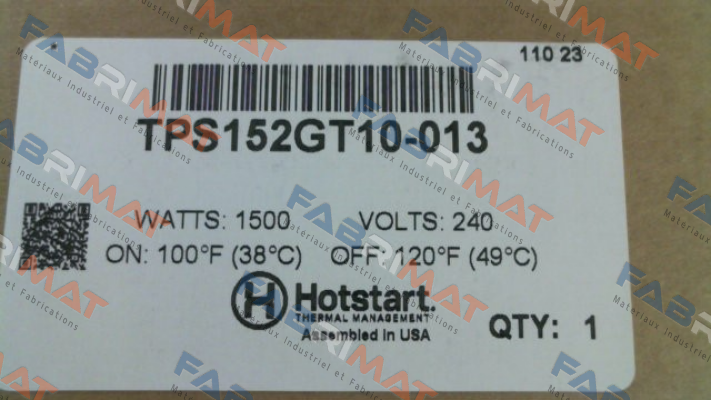 11O 23
TPS152GT10-013
WATTS: 1500 VOLTS: 240
ON: 100°F (38°C) OFF: 120°F (49°C)
H Hotstart.
THERMAL MANAGEMENT
Assembled in USA
QTY: 1
FABRIMAT
Materiaux Industriel et Fabrications